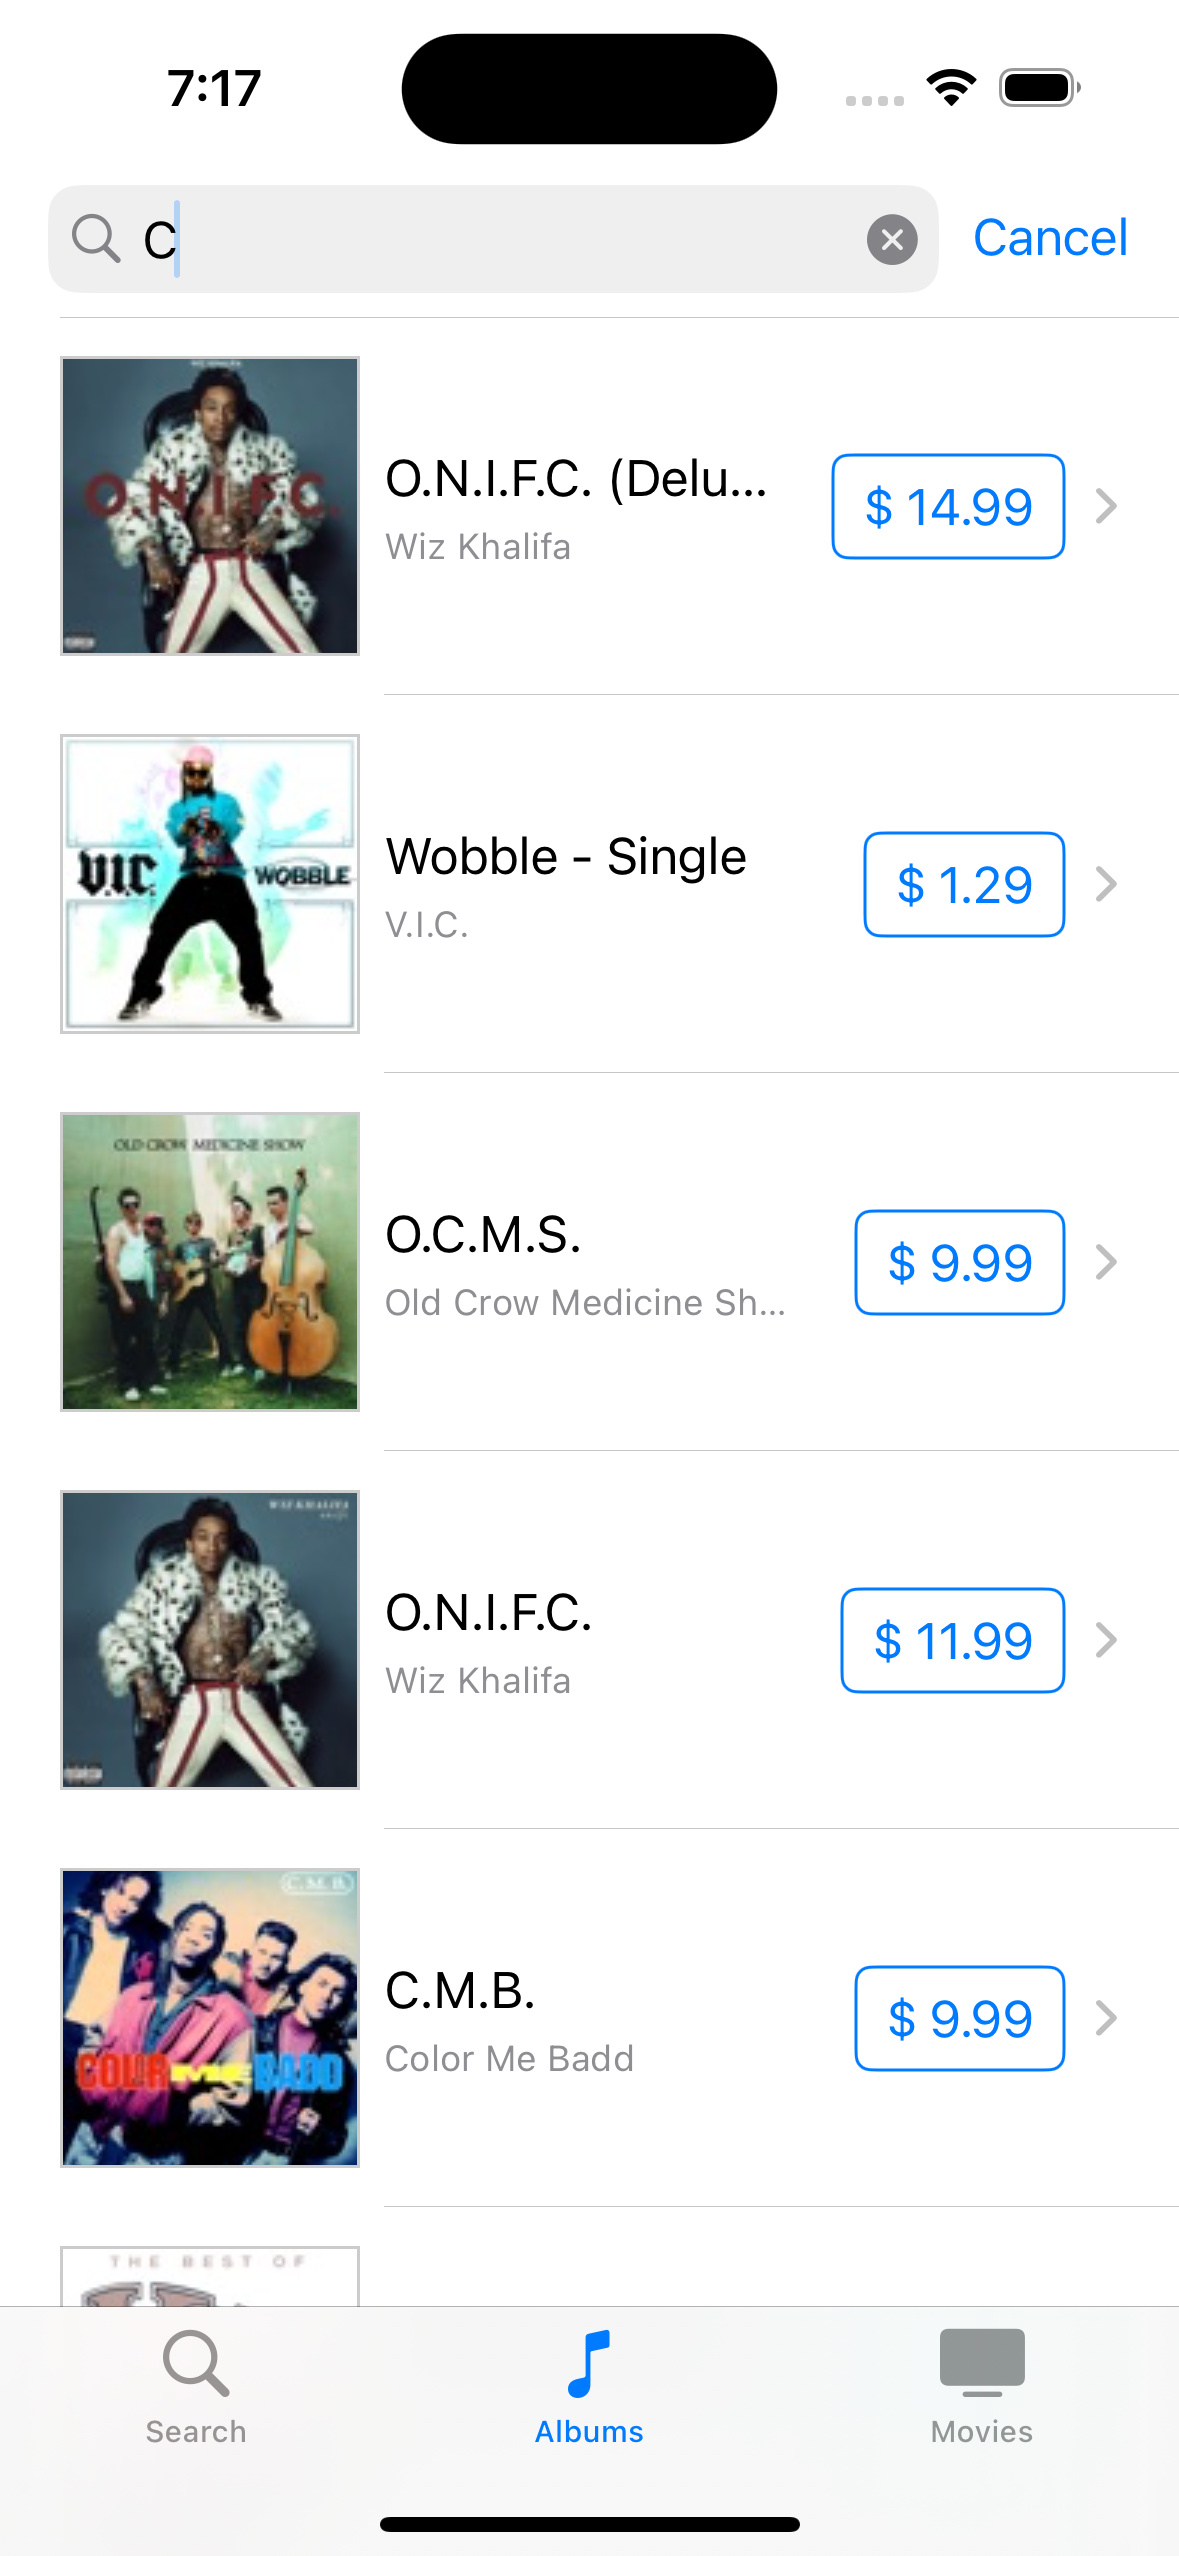 7:17
C
Cancel
O.N.I.F.C.
O.N.I.F.C. (Delu...
Wiz Khalifa
$ 14.99
V.I.C.
WOBBLE
Wobble - Single
V.I.C.
$ 1.29
OLD CROW MEDICINE SHOW
O.C.M.S.
Old Crow Medicine Sh...
$ 9.99
WIZ KHALIFA
O.N.I.F.C.
Wiz Khalifa
$ 11.99
C.M.B.
COLOR ME BADD
C.M.B.
Color Me Badd
$ 9.99
THE BEST OF
Search
Albums
Movies